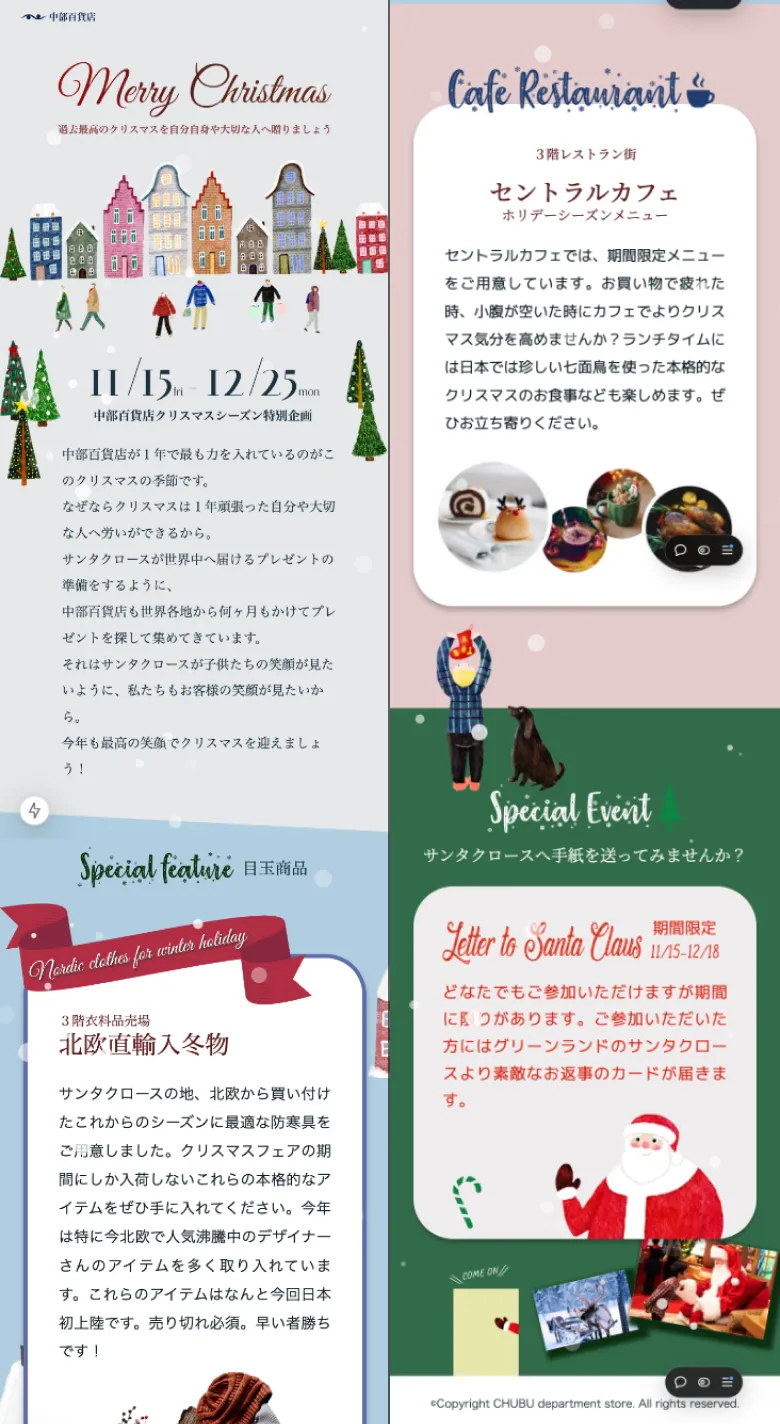 中部百貨店
Merry Christmas
過去最高のクリスマスを自分自身や大切な人へ贈りましょう
11/15fri - 12/25mon
中部百貨店クリスマスシーズン特別企画
中部百貨店が1年で最も力を入れているのがこ
のクリスマスの季節です。
なぜならクリスマスは1年頑張った自分や大切
な人へ労いができるから。
サンタクロースが世界中へ届けるプレゼントの
準備をするように、
中部百貨店も世界各地から何ヶ月もかけてプレ
ゼントを探して集めてきています。
それはサンタクロースが子供たちの笑顔が見た
いように、私たちもお客様の笑顔が見たいか
ら。
今年も最高の笑顔でクリスマスを迎えましょ
う！
Special feature 目玉商品
Nordic clothes for winter holiday
3階衣料品売場
北欧直輸入冬物
サンタクロースの地、北欧から買い付け
たこれからのシーズンに最適な防寒具を
ご用意しました。クリスマスフェアの期
間にしか入荷しないこれらの本格的なア
イテムをぜひ手に入れてください。今年
は特に今北欧で人気沸騰中のデザイナー
さんのアイテムを多く取り入れていま
す。これらのアイテムはなんと今回日本
初上陸です。売り切れ必須。早い者勝ち
です！
Cafe Restaurant
3階レストラン街
セントラルカフェ
ホリデーシーズンメニュー
セントラルカフェでは、期間限定メニュー
をご用意しています。お買い物で疲れた
時、小腹が空いた時にカフェでよりクリス
マス気分を高めませんか？ランチタイムに
は日本では珍しい七面鳥を使った本格的な
クリスマスのお食事なども楽しめます。ぜ
ひお立ち寄りください。
Special Event
サンタクロースへ手紙を送ってみませんか？
Letter to Santa Claus
期間限定
11/15-12/18
どなたでもご参加いただけますが期間
に限りがあります。ご参加いただいた
方にはグリーンランドのサンタクロー
スより素敵なお返事のカードが届きま
す。
COME ON
©Copyright CHUBU department store. All rights reserved.